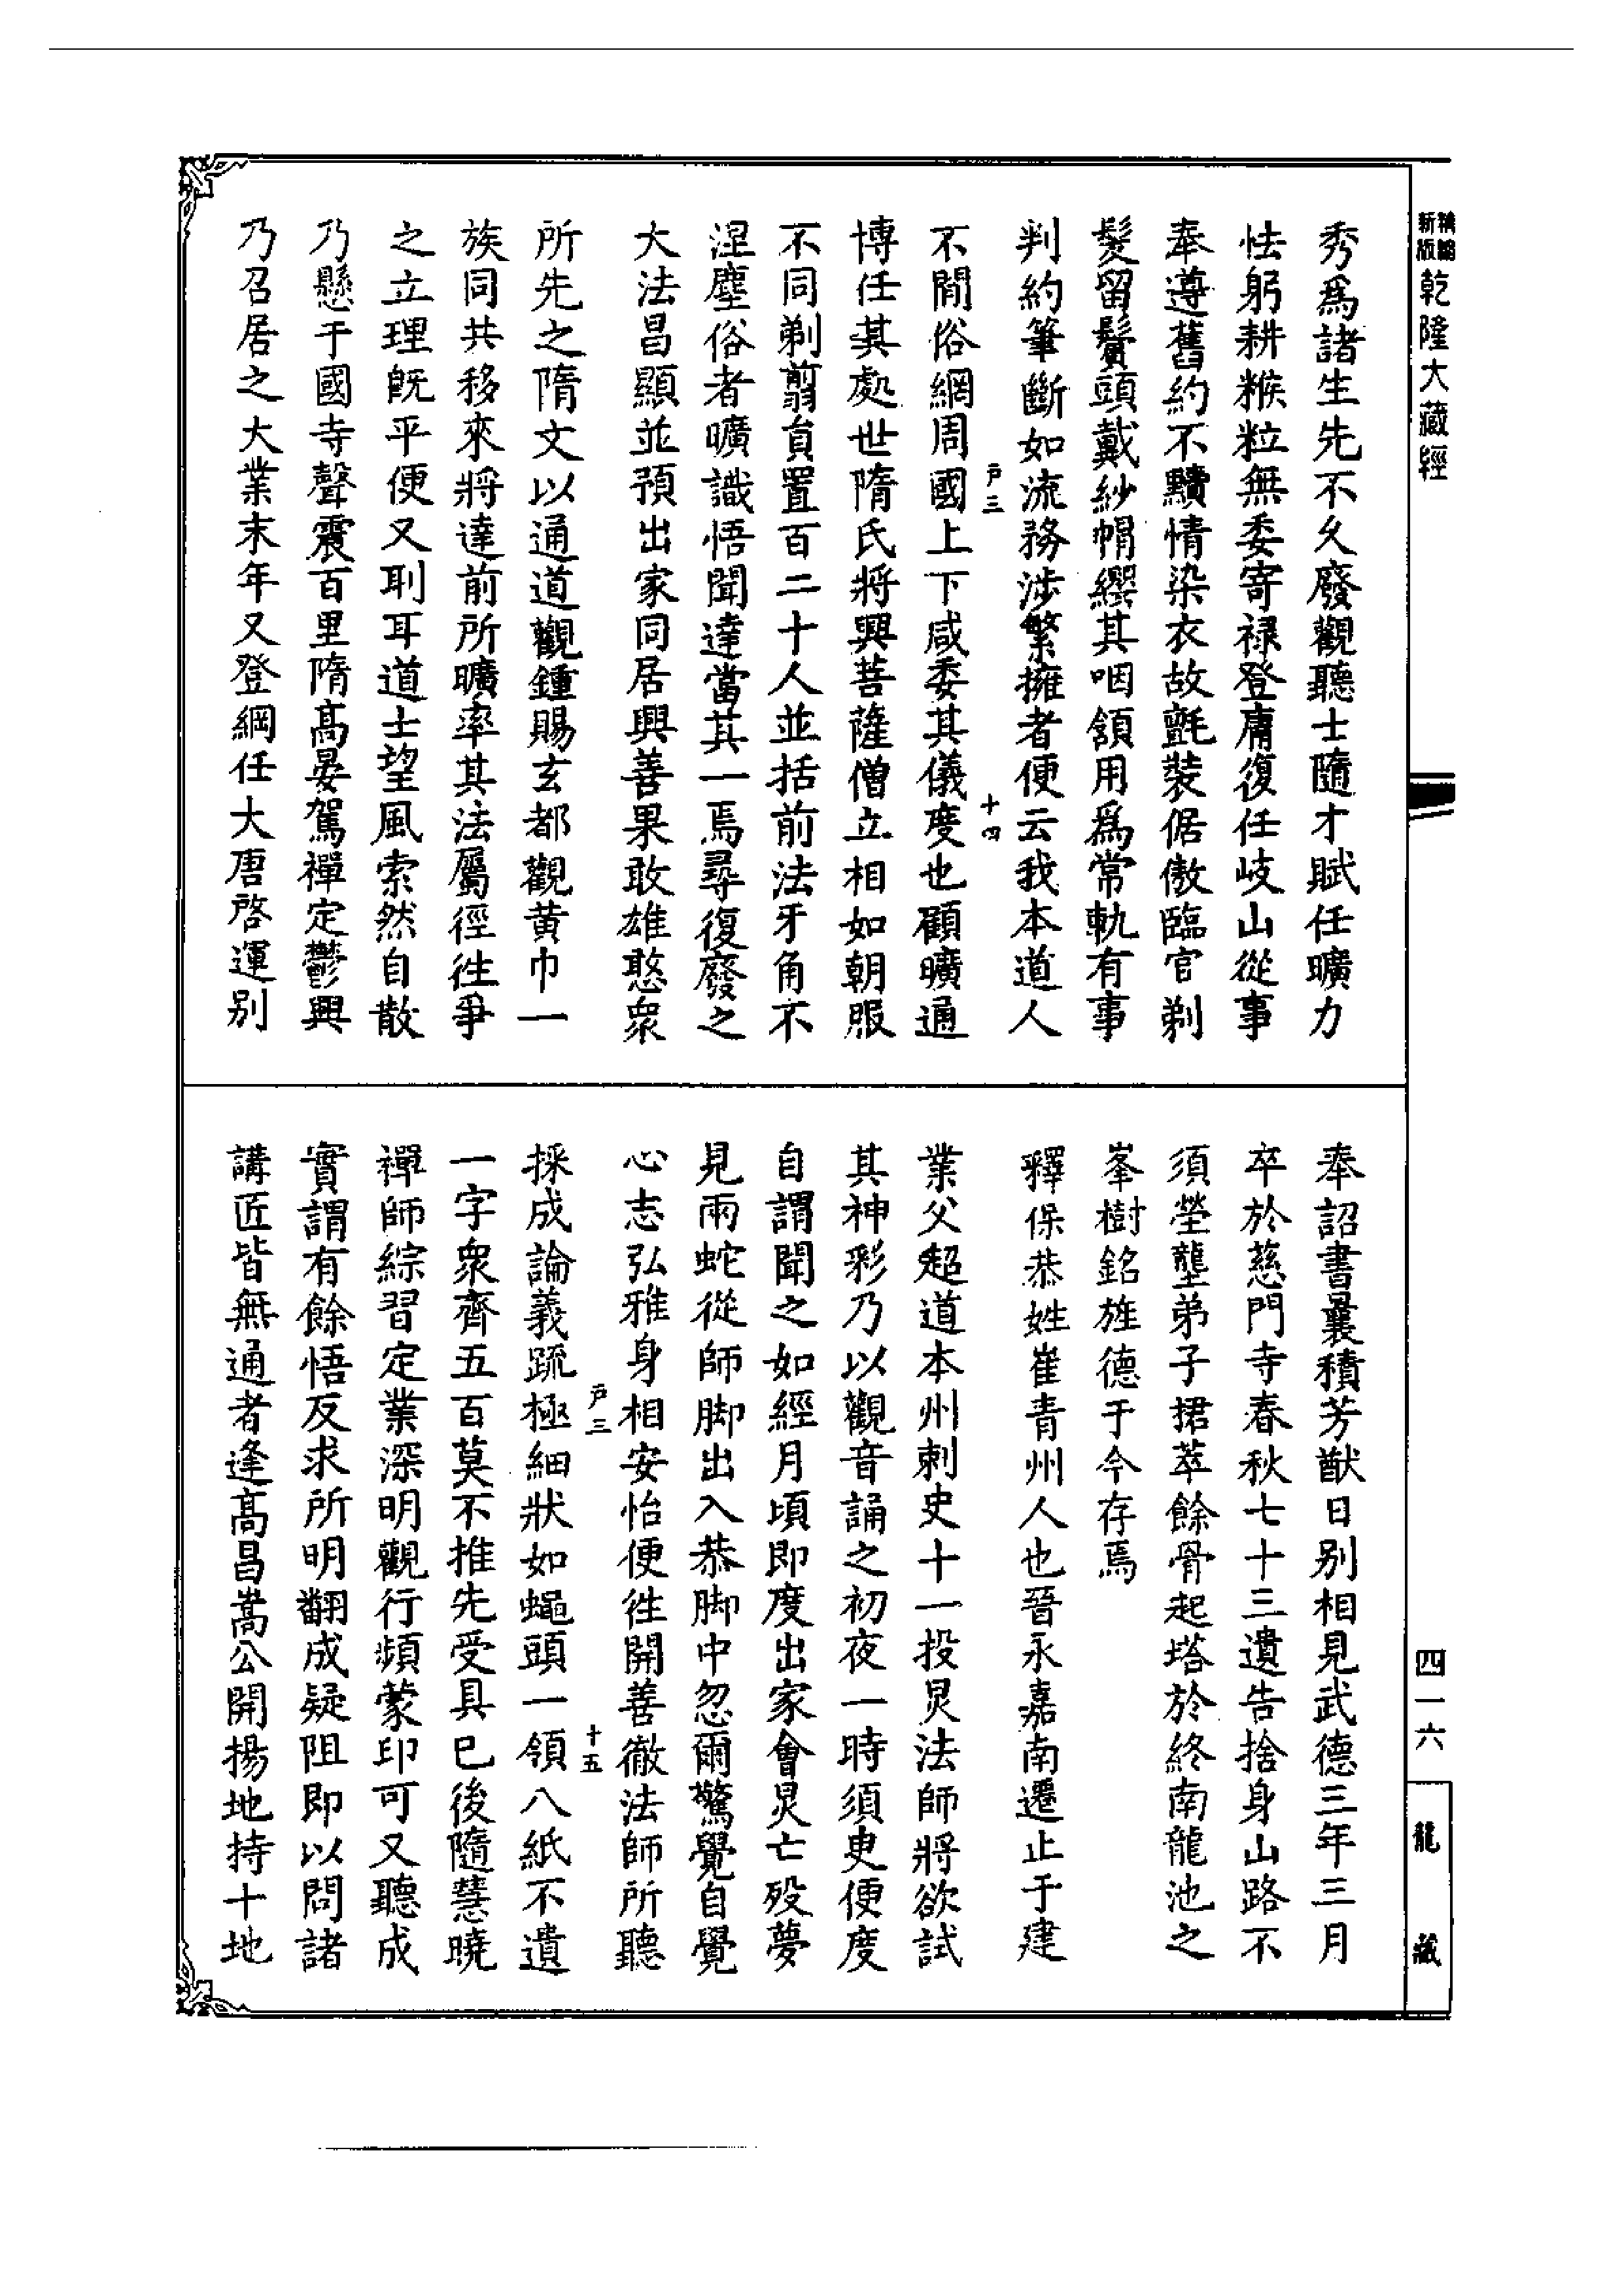 新版精縮乾隆大藏經
秀爲諸生先不久廢觀聽士隨才賦任曠力
怯躬耕糇粒無委寄祿登庸復任岐山從事
奉遵舊約不黷情染衣故氈裝倨傲臨官剃
髮留鬢頭戴紗帽纓其咽頷用爲常軌有事
判約筆斷如流務涉繁擁者便云我本道人
不閒俗網周國上下咸委其儀度也顧曠通
戶三
十四
博任其處世隋氏將興菩薩僧立相如朝服
不同剃翦員置百二十人並括前法牙角不
涅塵俗者曠識悟聞達當其一焉尋復廢之
大法昌顯並預出家同居興善果敢雄憨衆
所先之隋文以通道觀鍾賜玄都觀黄巾一
族同共移來將達前所曠率其法屬徑往爭
之立理既平便又刵耳道士望風索然自散
乃懸于國寺聲震百里隋高晏駕禪定鬱興
乃召居之大業末年又登綱任大唐啓運別
奉詔書曩積芳猷日别相見武德三年三月
卒於慈門寺春秋七十三遺告捨身山路不
須塋壟弟子捃萃餘骨起塔於終南龍池之
峯樹銘旌德于今存焉
釋保恭姓崔青州人也晉永嘉南遷止于建
業父超道本州刺史十一投炅法師將欲試
其神彩乃以觀音誦之初夜一時須臾便度
自謂聞之如經月頃即度出家會炅亡殁夢
見兩蛇從師脚出入恭脚中忽爾驚覺自覺
心志弘雅身相安怡便往開善徹法師所聽
戶三
十五
採成論義䟽極細狀如蠅頭一領八紙不遺
一字衆齊五百莫不推先受具已後隨慧曉
禪師綜習定業深明觀行頻蒙印可又聽成
實謂有餘悟反求所明翻成疑阻即以問諸
講匠皆無通者逢高昌嵩公開揚地持十地
四一六
龍藏